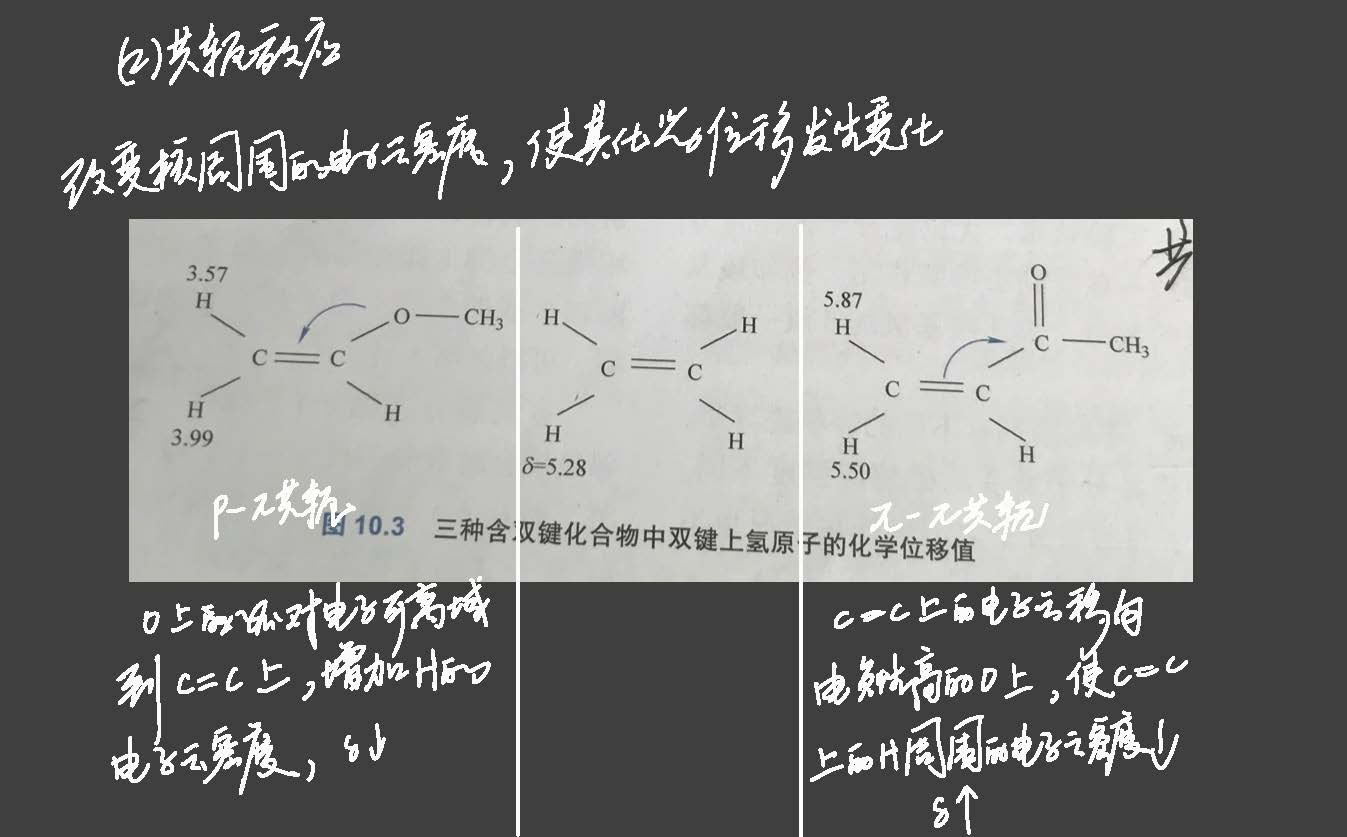 (2)共轭效应
改变核周围的电子云密度，使其化学位移发生变化
共
3.57
H
O—CH₃
C=C
H
H
3.99
H
H
C
C
H
H
δ=5.28
O
5.87
H
C
—CH₃
C
C
H
H
5.50
p-π共轭
π-π共轭
图 10.3 三种含双键化合物中双键上氢原子的化学位移值
O上的孤对电子可离域
到C=C上，增加H的
电子云密度，δ↓
C=C上的电子云移向
电负性高的O上，使C=C
上的H周围的电子云密度↓
δ↑